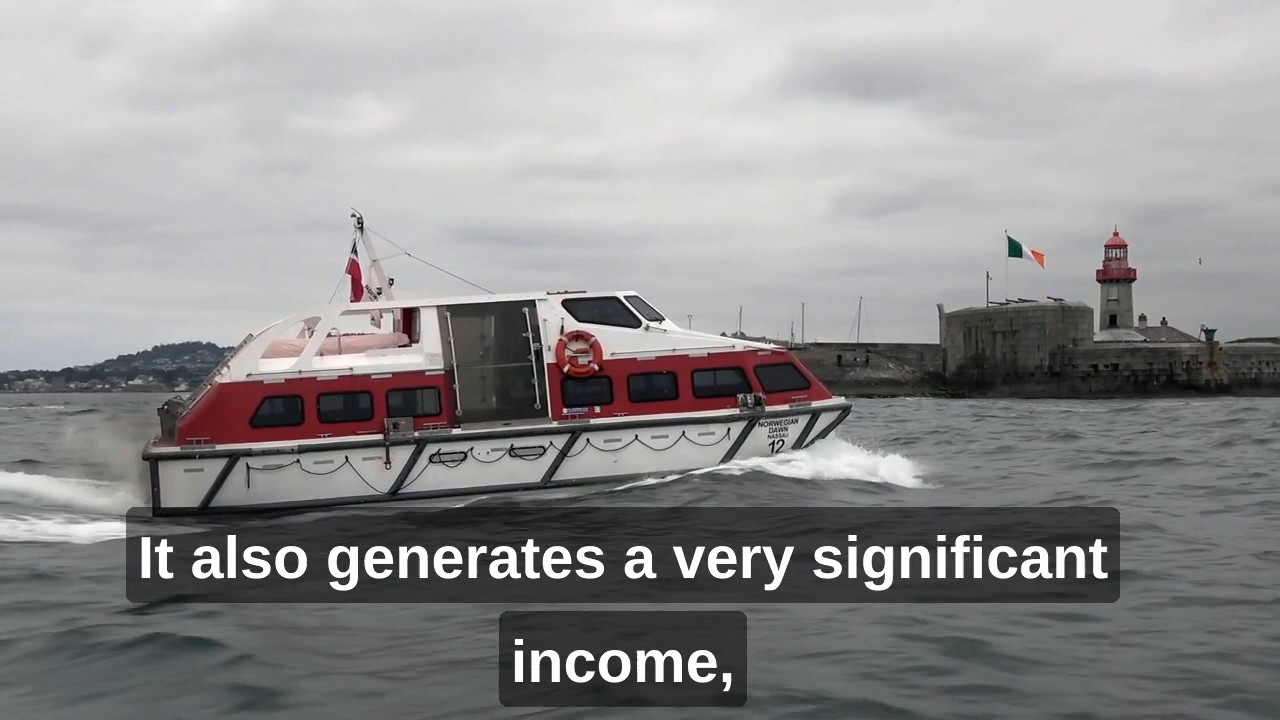 NORWEGIAN
DAWN
NASSAU
12
It also generates a very significant
income,